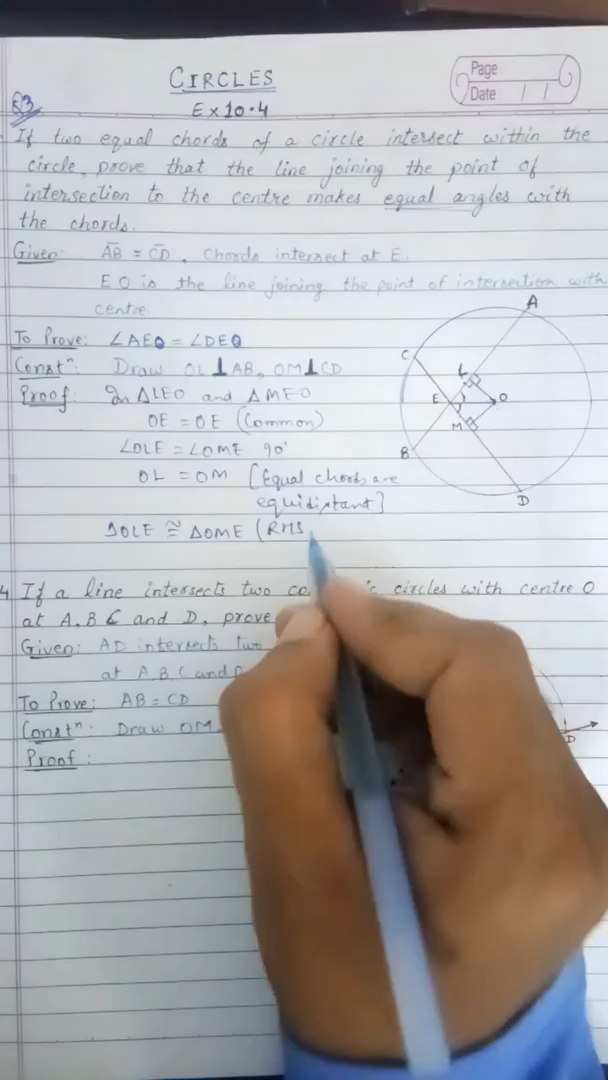 CIRCLES
Page
Date / /
Q3
Ex 10.4
If two equal chords of a circle intersect within the
circle, prove that the line joining the point of
intersection to the centre makes equal angles with
the chords.
Given: AB = CD, Chords intersect at E.
EO is the line joining the point of intersection with
centre.
To Prove: ∠AEO = ∠DEO
Constⁿ: Draw OL⊥AB, OM⊥CD
Proof: In ΔLEO and ΔMEO
OE = OE (Common)
∠OLE = ∠OME 90°
OL = OM [Equal chords are
equidistant]
ΔOLE ≅ ΔOME (RHS
A
C
L
E
O
M
B
D
4 If a line intersects two circles with centre O
at A, B C and D, prove
Given: AD intersects two
at A, B, C and D
To Prove: AB = CD
Constⁿ: Draw OM
D
Proof: